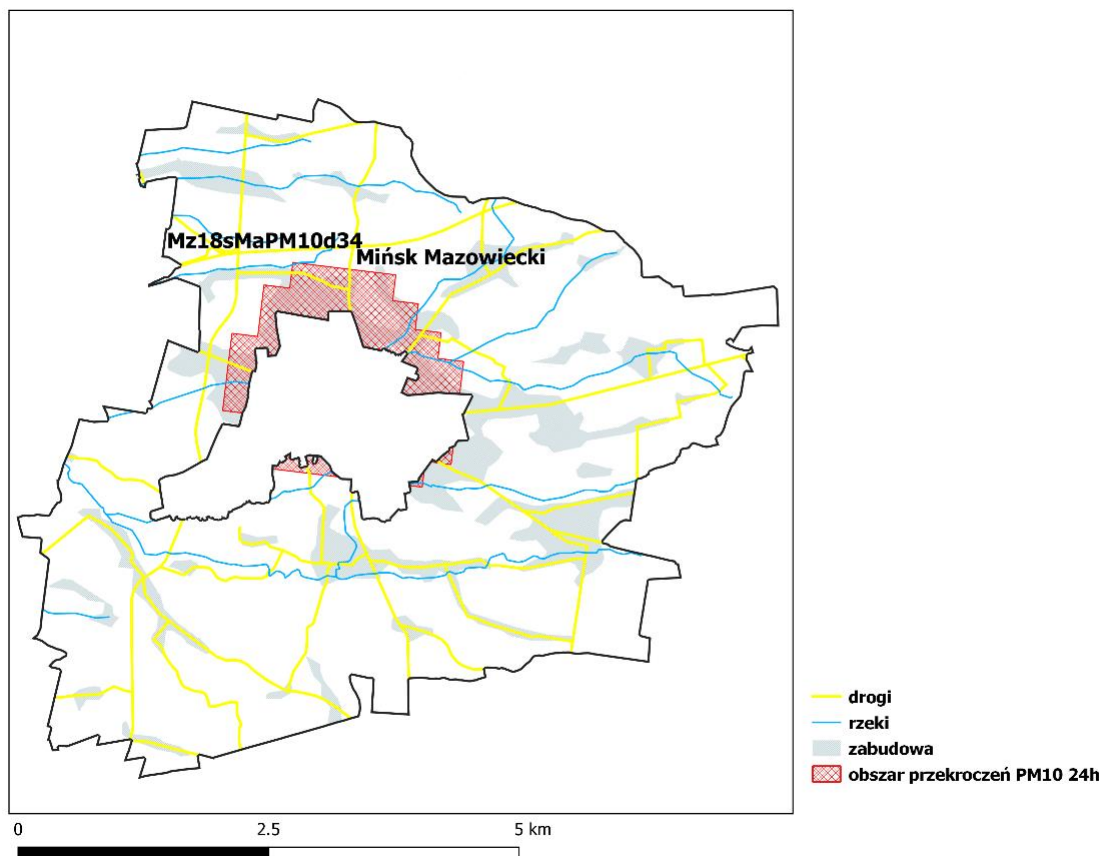 Mz18sMaPM10d34
Mińsk Mazowiecki
drogi
rzeki
zabudowa
obszar przekroczeń PM10 24h
0 2.5 5 km